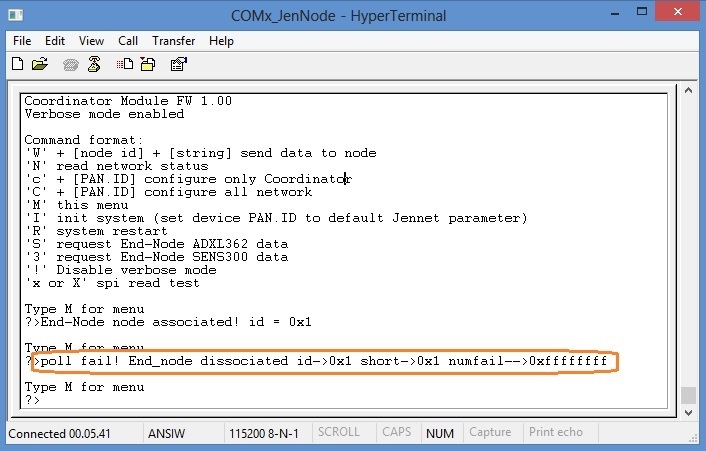 COMx_JenNode - HyperTerminal
File Edit View Call Transfer Help
Coordinator Module FW 1.00
Verbose mode enabled
Command format:
'W' + [node id] + [string] send data to node
'N' read network status
'c' + [PAN.ID] configure only Coordinator
'C' + [PAN.ID] configure all network
'M' this menu
'I' init system (set device PAN.ID to default Jennet parameter)
'R' system restart
'S' request End-Node ADXL362 data
'3' request End-Node SENS300 data
'!' Disable verbose mode
'x or X' spi read test
Type M for menu
?>End-Node node associated! id = 0x1
Type M for menu
?>poll fail! End_node dissociated id->0x1 short->0x1 numfail-->0xffffffff
Type M for menu
?>
Connected 00.05.41 ANSIW 115200 8-N-1 SCROLL CAPS NUM Capture Print echo